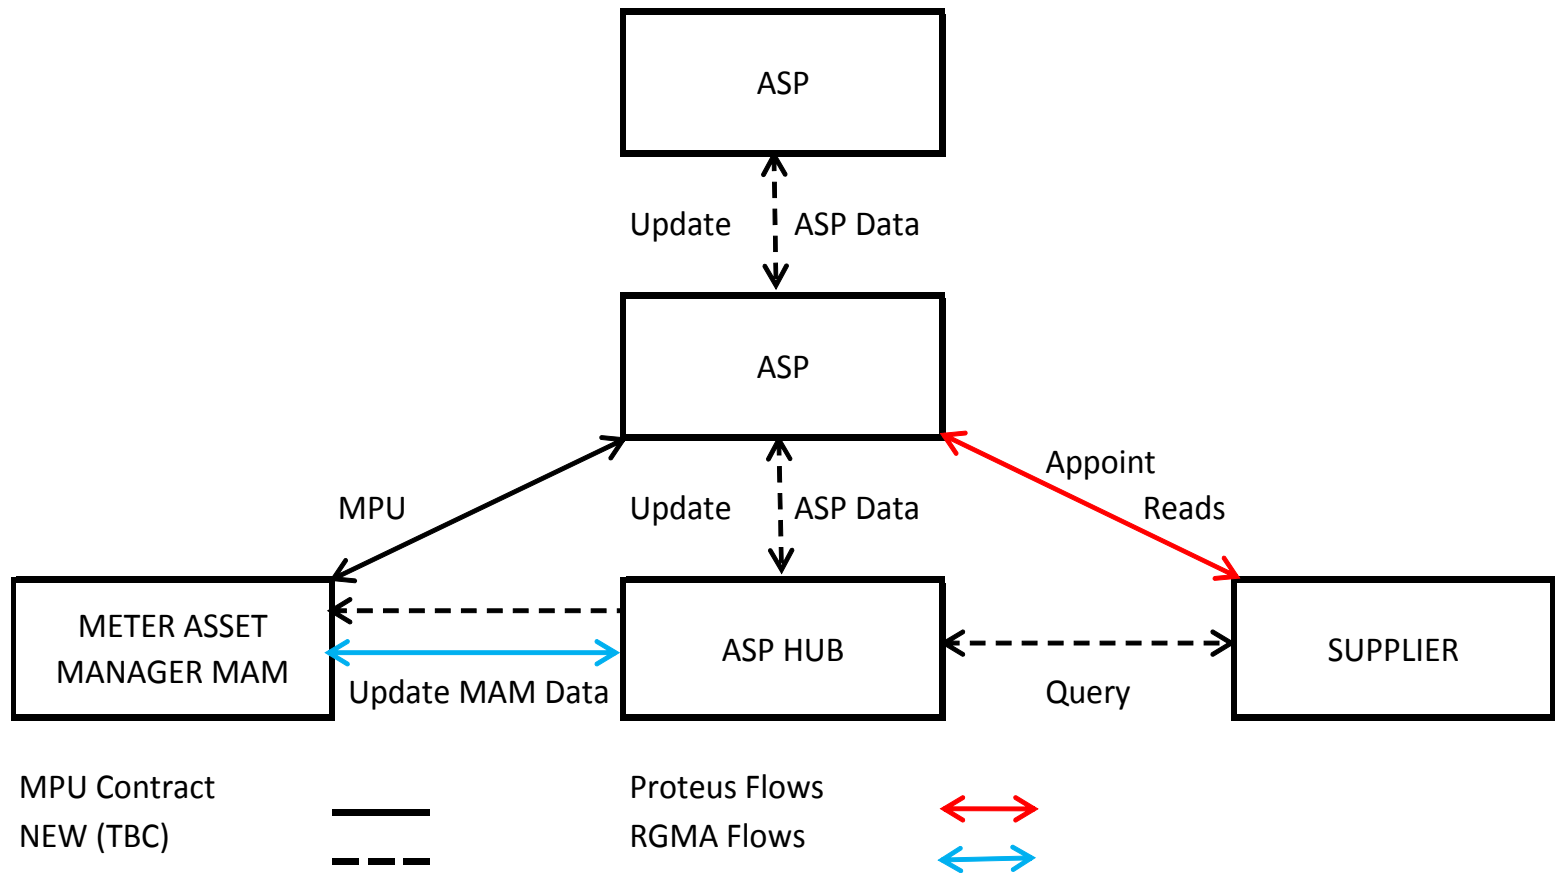 ASP
Update ASP Data
ASP
Appoint
MPU
Update ASP Data
Reads
METER ASSET
MANAGER MAM
ASP HUB
SUPPLIER
Update MAM Data
Query
MPU Contract
Proteus Flows
NEW (TBC)
RGMA Flows